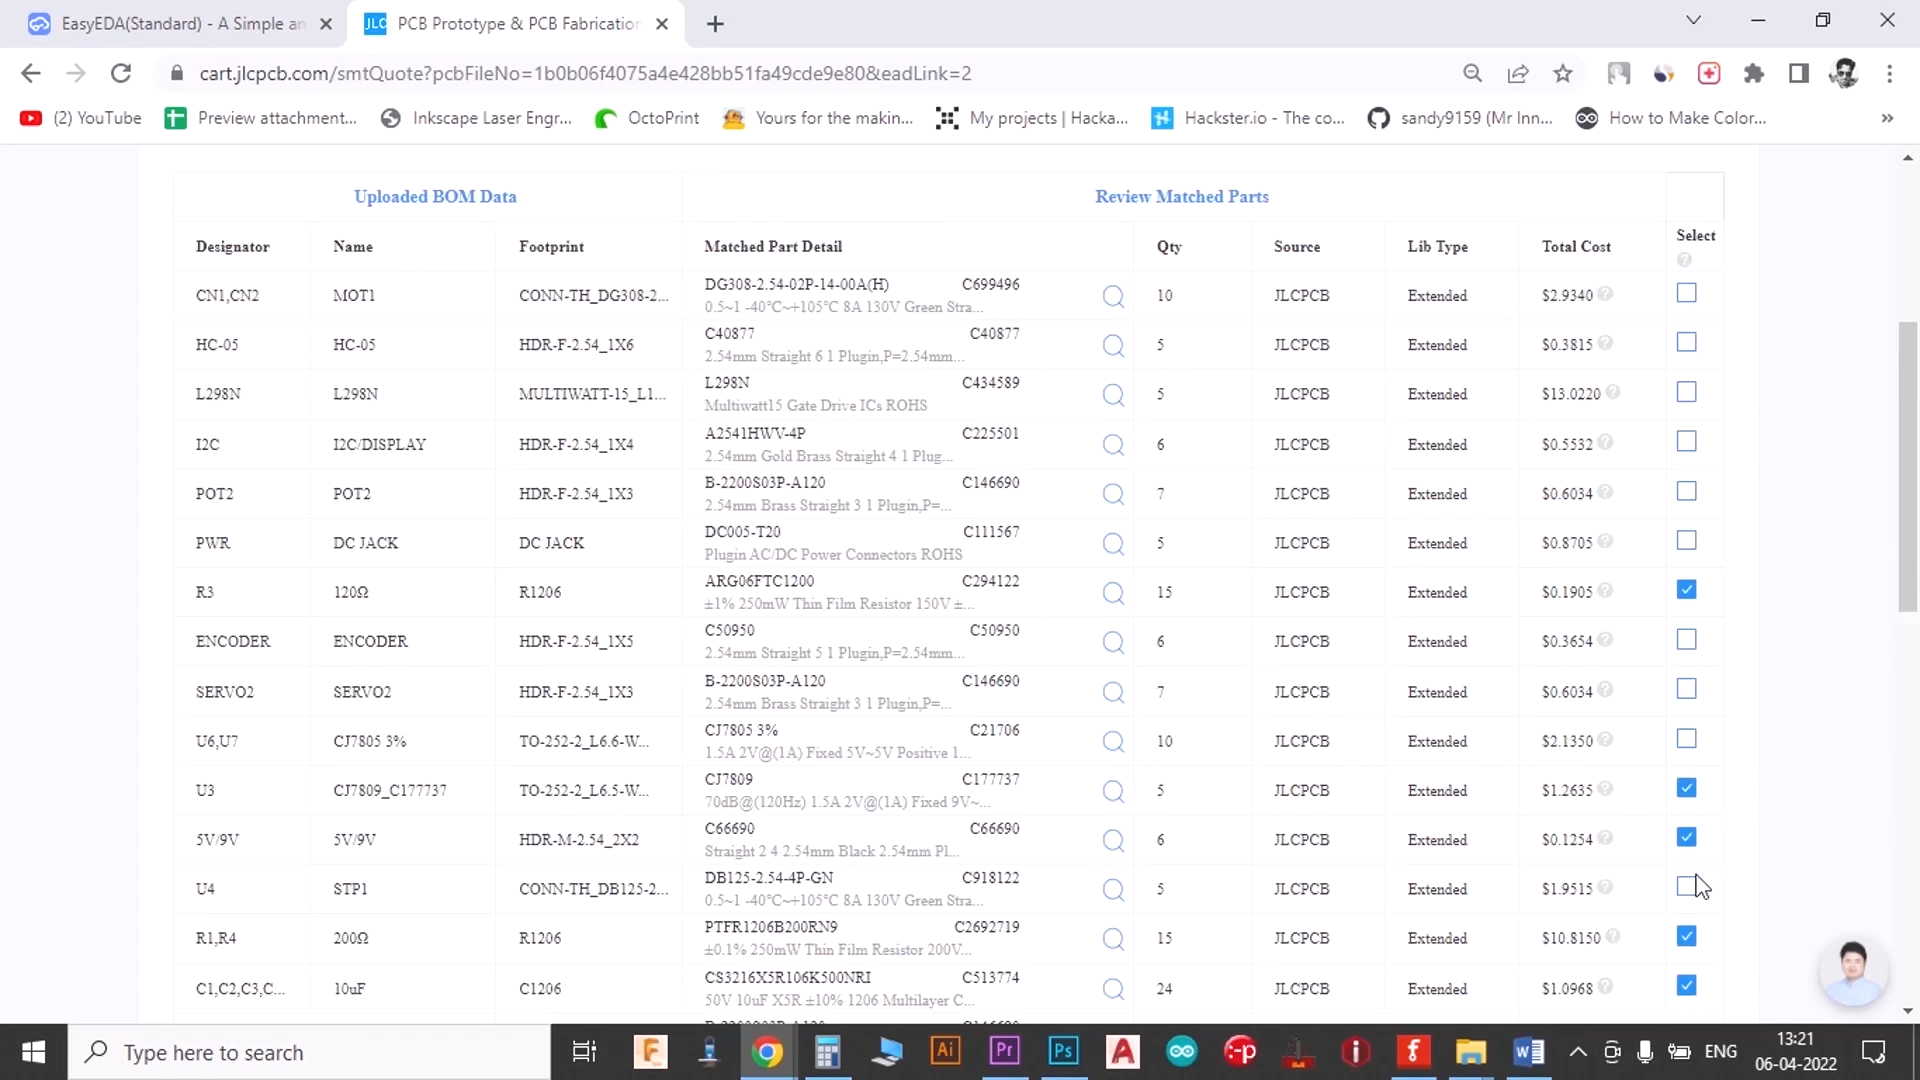 EasyEDA(Standard) - A Simple an
JLC PCB Prototype & PCB Fabrication
cart.jlcpcb.com/smtQuote?pcbFileNo=1b0b06f4075a4e428bb51fa49cde9e80&eadLink=2
(2) YouTube Preview attachment... Inkscape Laser Engr... OctoPrint Yours for the makin... My projects | Hacka... Hackster.io - The co... sandy9159 (Mr Inn... How to Make Color... »
Uploaded BOM Data Review Matched Parts
Designator Name Footprint Matched Part Detail Qty Source Lib Type Total Cost Select
CN1,CN2 MOT1 CONN-TH_DG308-2... DG308-2.54-02P-14-00A(H) C699496 10 JLCPCB Extended $2.9340
0.5~1 -40℃~+105℃ 8A 130V Green Stra...
HC-05 HC-05 HDR-F-2.54_1X6 C40877 C40877 5 JLCPCB Extended $0.3815
2.54mm Straight 6 1 Plugin,P=2.54mm...
L298N L298N MULTIWATT-15_L1... L298N C434589 5 JLCPCB Extended $13.0220
Multiwatt15 Gate Drive ICs ROHS
I2C I2C/DISPLAY HDR-F-2.54_1X4 A2541HWV-4P C225501 6 JLCPCB Extended $0.5532
2.54mm Gold Brass Straight 4 1 Plug...
POT2 POT2 HDR-F-2.54_1X3 B-2200S03P-A120 C146690 7 JLCPCB Extended $0.6034
2.54mm Brass Straight 3 1 Plugin,P=...
PWR DC JACK DC JACK DC005-T20 C111567 5 JLCPCB Extended $0.8705
Plugin AC/DC Power Connectors ROHS
R3 120Ω R1206 ARG06FTC1200 C294122 15 JLCPCB Extended $0.1905
±1% 250mW Thin Film Resistor 150V ±...
ENCODER ENCODER HDR-F-2.54_1X5 C50950 C50950 6 JLCPCB Extended $0.3654
2.54mm Straight 5 1 Plugin,P=2.54mm...
SERVO2 SERVO2 HDR-F-2.54_1X3 B-2200S03P-A120 C146690 7 JLCPCB Extended $0.6034
2.54mm Brass Straight 3 1 Plugin,P=...
U6,U7 CJ7805 3% TO-252-2_L6.6-W... CJ7805 3% C21706 10 JLCPCB Extended $2.1350
1.5A 2V@(1A) Fixed 5V~5V Positive 1...
U3 CJ7809_C177737 TO-252-2_L6.5-W... CJ7809 C177737 5 JLCPCB Extended $1.2635
70dB@(120Hz) 1.5A 2V@(1A) Fixed 9V~...
5V/9V 5V/9V HDR-M-2.54_2X2 C66690 C66690 6 JLCPCB Extended $0.1254
Straight 2 4 2.54mm Black 2.54mm Pl...
U4 STP1 CONN-TH_DB125-2... DB125-2.54-4P-GN C918122 5 JLCPCB Extended $1.9515
0.5~1 -40℃~+105℃ 8A 130V Green Stra...
R1,R4 200Ω R1206 PTFR1206B200RN9 C2692719 15 JLCPCB Extended $10.8150
±0.1% 250mW Thin Film Resistor 200V...
C1,C2,C3,C... 10uF C1206 CS3216X5R106K500NRI C513774 24 JLCPCB Extended $1.0968
50V 10uF X5R ±10% 1206 Multilayer C...
Type here to search ENG 13:21
06-04-2022